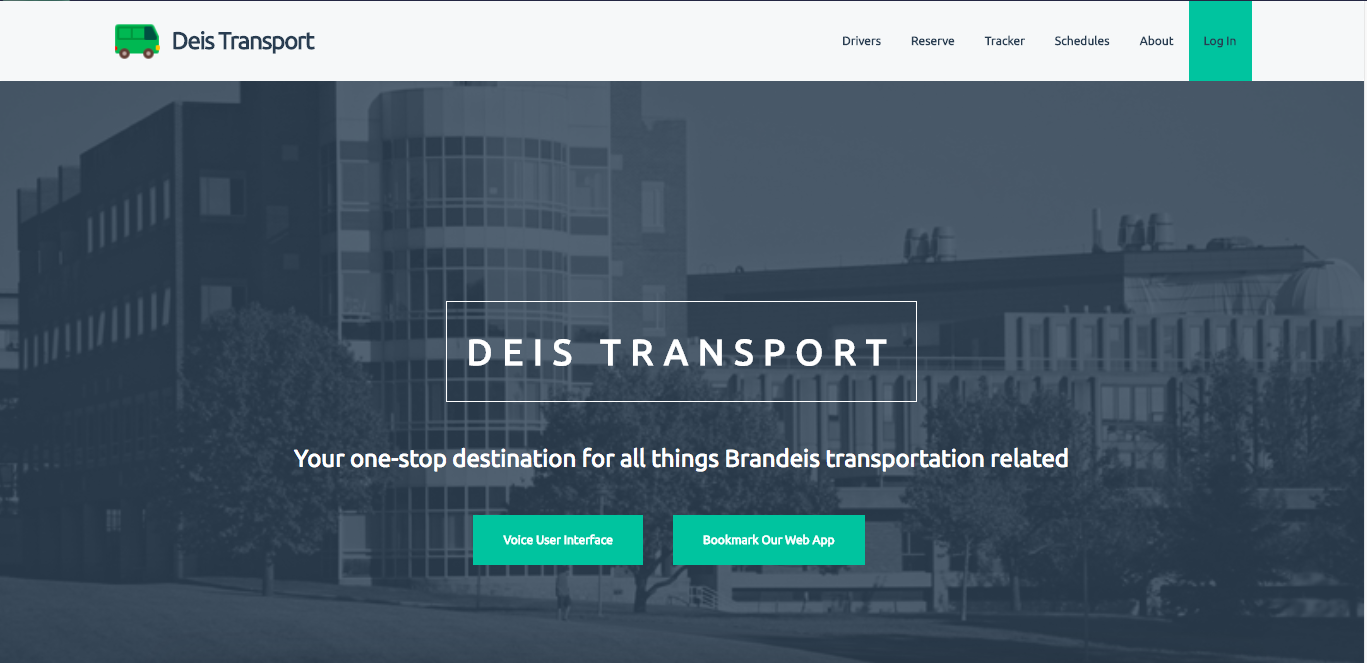 Deis Transport
Drivers Reserve Tracker Schedules About Log In
DEIS TRANSPORT
Your one-stop destination for all things Brandeis transportation related
Voice User Interface Bookmark Our Web App